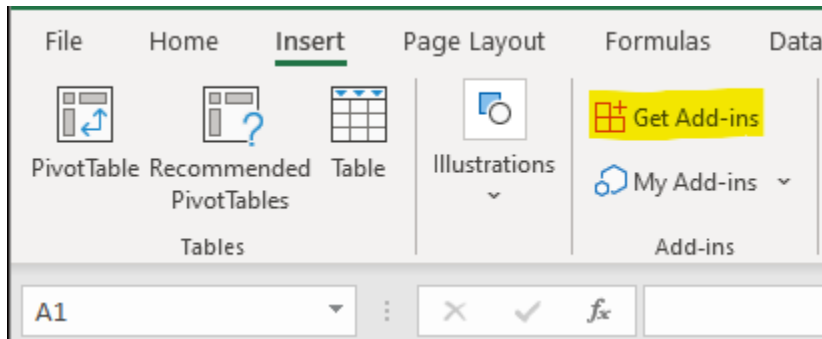 File Home Insert Page Layout Formulas Data
PivotTable Recommended Table Illustrations Get Add-ins
PivotTables My Add-ins
Tables Add-ins
A1 fx